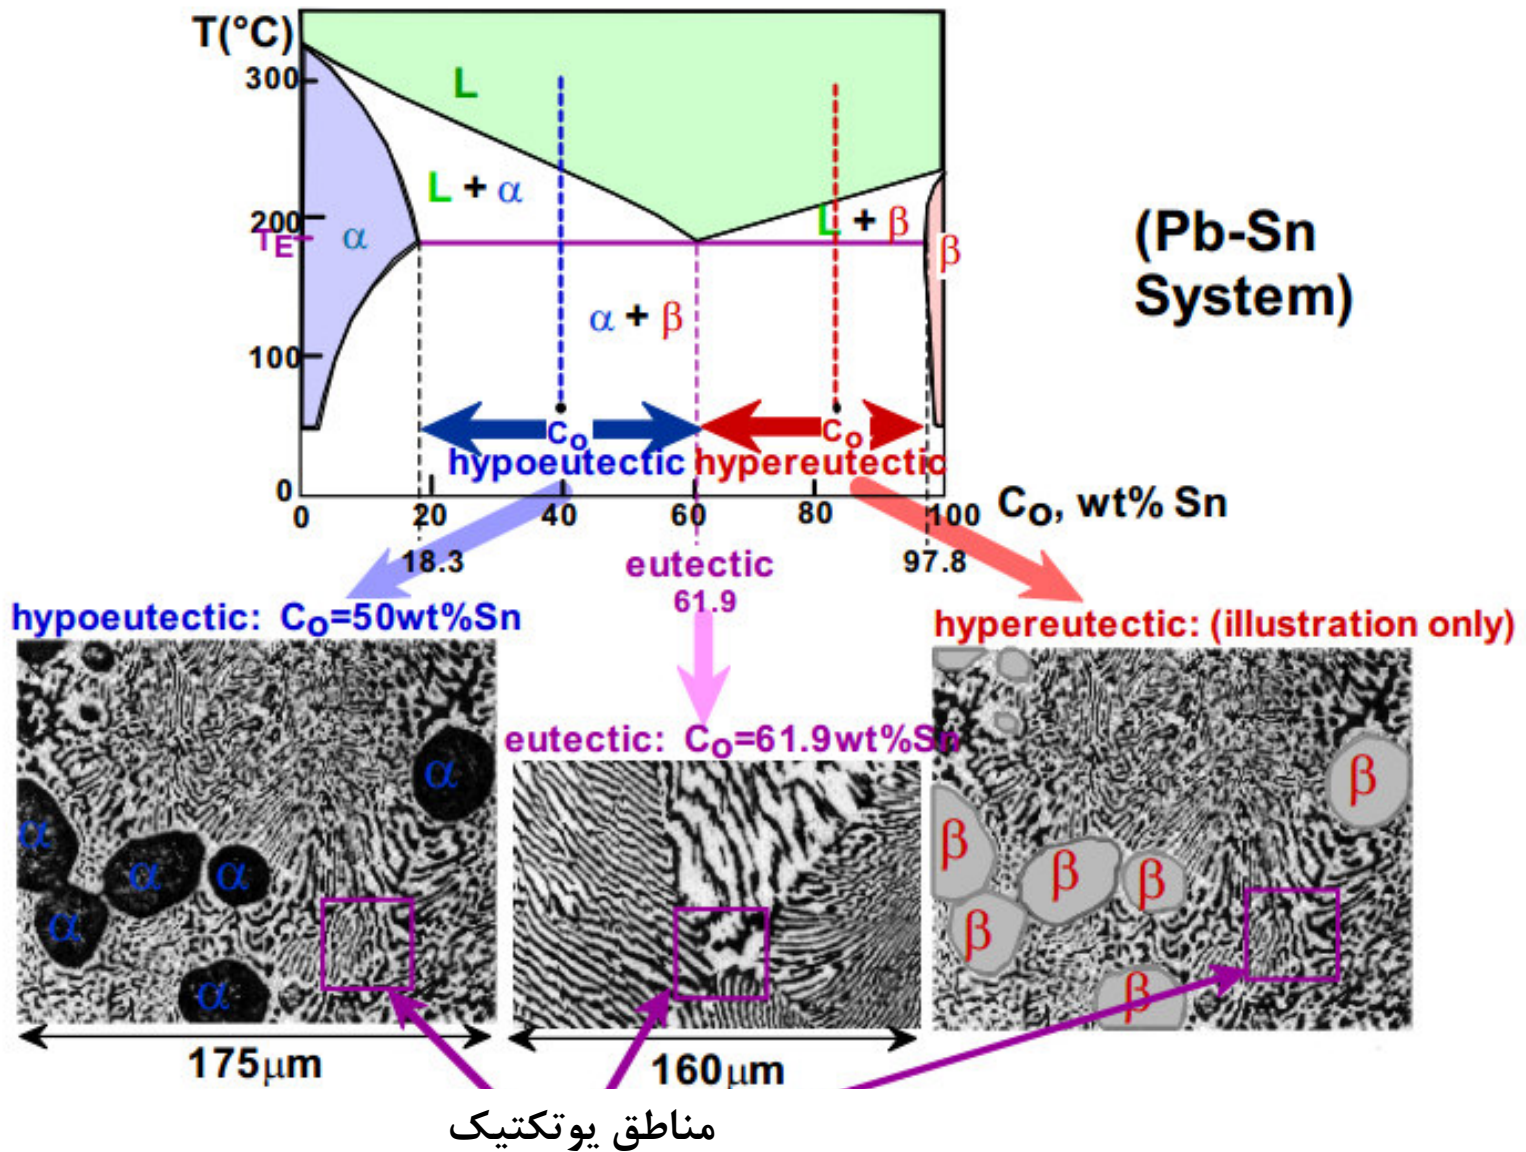 T(°C)
300
L
L + α
200
TE
α
L + β
β
(Pb-Sn
System)
α + β
100
Co
Co
hypoeutectic
hypereutectic
0
0
20
40
60
80
100
Co, wt% Sn
18.3
eutectic
97.8
61.9
hypoeutectic: Co=50wt%Sn
hypereutectic: (illustration only)
eutectic: Co=61.9wt%Sn
α
α
α
α
α
α
β
β
β
β
β
β
175μm
160μm
مناطق یوتکتیک